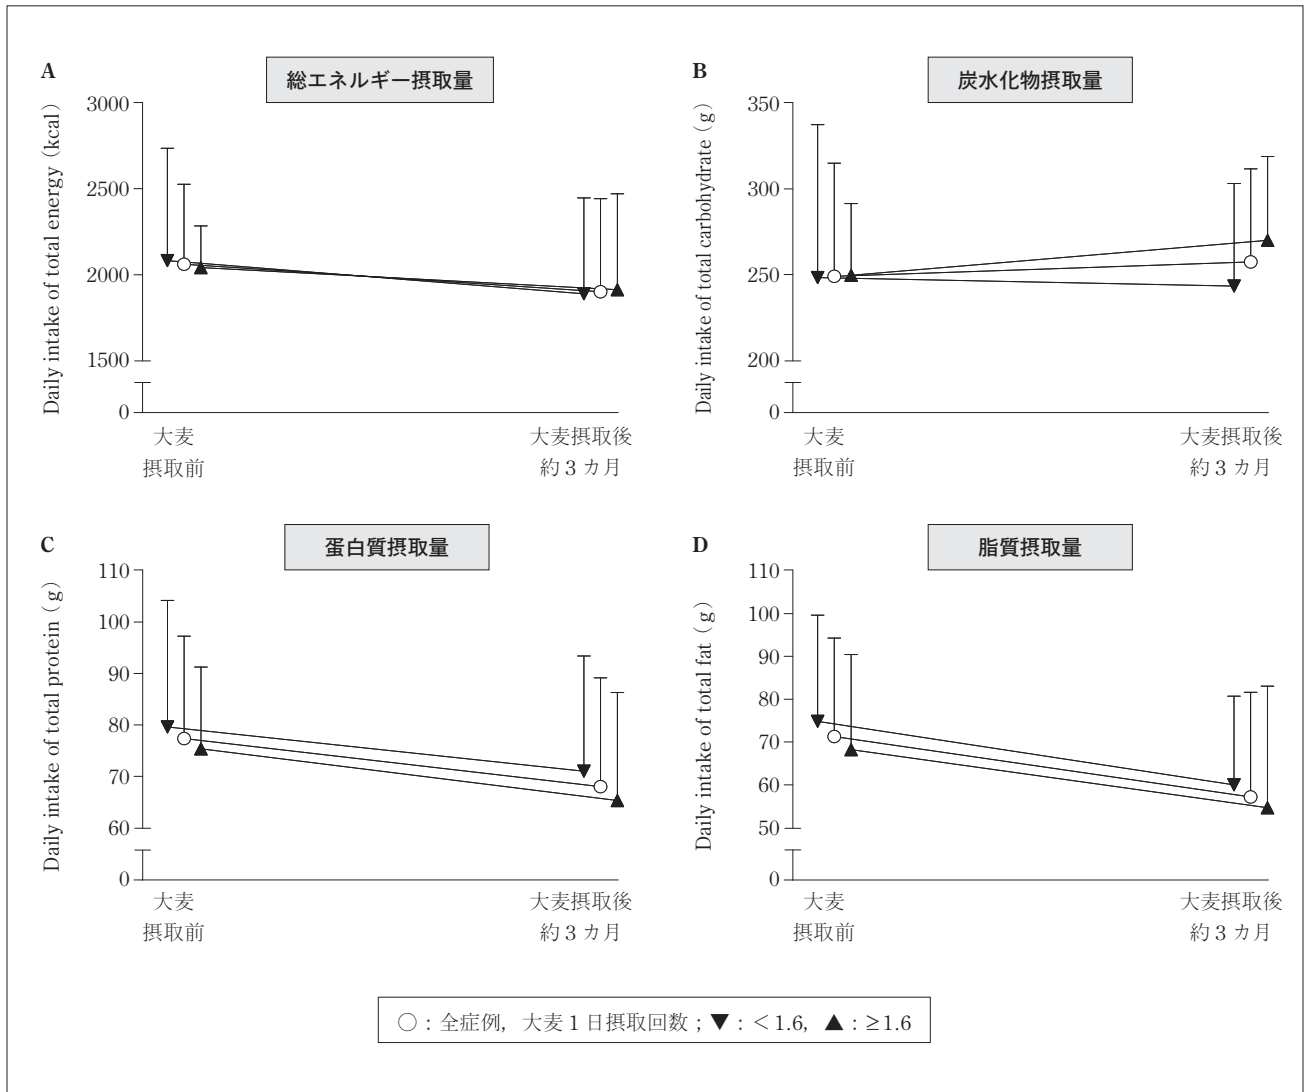 A
総エネルギー摂取量
Daily intake of total energy (kcal)
3000
2500
2000
1500
0
大麦
摂取前
大麦摂取後
約3カ月
B
炭水化物摂取量
Daily intake of total carbohydrate (g)
350
300
250
200
0
大麦
摂取前
大麦摂取後
約3カ月
C
蛋白質摂取量
Daily intake of total protein (g)
110
100
90
80
70
60
0
大麦
摂取前
大麦摂取後
約3カ月
D
脂質摂取量
Daily intake of total fat (g)
110
100
90
80
70
60
50
0
大麦
摂取前
大麦摂取後
約3カ月
○:全症例,大麦1日摂取回数;▼:<1.6,▲:≥1.6